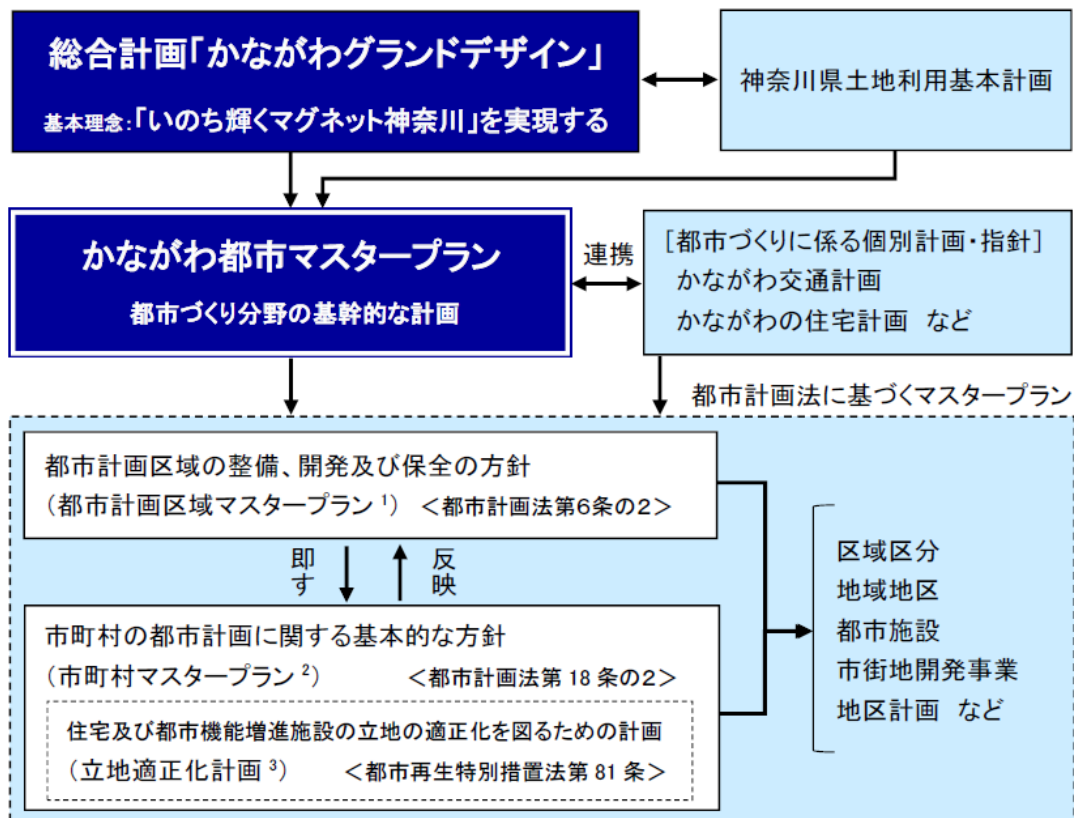 総合計画「かながわグランドデザイン」
基本理念:「いのち輝くマグネット神奈川」を実現する
神奈川県土地利用基本計画
かながわ都市マスタープラン
都市づくり分野の基幹的な計画
連携
[都市づくりに係る個別計画・指針]
かながわ交通計画
かながわの住宅計画 など
都市計画法に基づくマスタープラン
都市計画区域の整備、開発及び保全の方針
(都市計画区域マスタープラン 1) <都市計画法第6条の2>
即す
反映
市町村の都市計画に関する基本的な方針
(市町村マスタープラン 2) <都市計画法第 18 条の2>
住宅及び都市機能増進施設の立地の適正化を図るための計画
(立地適正化計画 3) <都市再生特別措置法第 81 条>
区域区分
地域地区
都市施設
市街地開発事業
地区計画 など